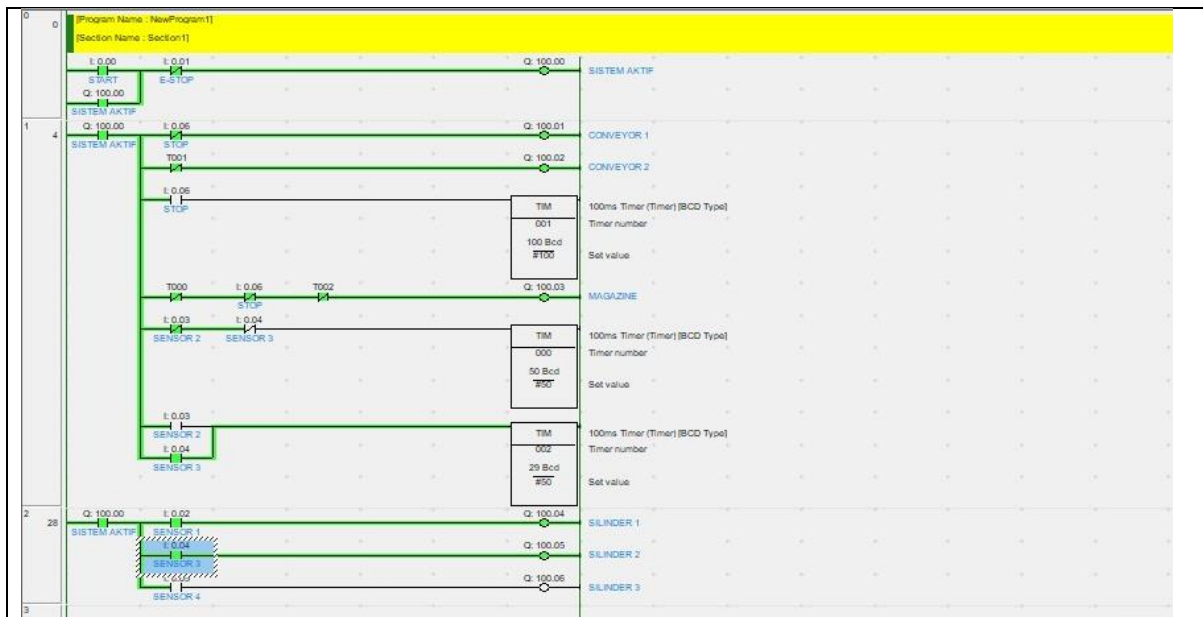 0
0
[Program Name : NewProgram1]
[Section Name : Section1]
I: 0.00 I: 0.01 Q: 100.00
START E-STOP SISTEM AKTIF
Q: 100.00
SISTEM AKTIF
1
4
Q: 100.00 I: 0.06 Q: 100.01
SISTEM AKTIF STOP CONVEYOR 1
T001 Q: 100.02
CONVEYOR 2
I: 0.06
STOP
TIM 100ms Timer (Timer) [BCD Type]
001 Timer number
100 Bcd
#100 Set value
T000 I: 0.06 T002 Q: 100.03
STOP MAGAZINE
I: 0.03 I: 0.04
SENSOR 2 SENSOR 3
TIM 100ms Timer (Timer) [BCD Type]
000 Timer number
50 Bcd
#50 Set value
I: 0.03
SENSOR 2
I: 0.04
SENSOR 3
TIM 100ms Timer (Timer) [BCD Type]
002 Timer number
29 Bcd
#50 Set value
2
28
Q: 100.00 I: 0.02 Q: 100.04
SISTEM AKTIF SENSOR 1 SILINDER 1
I: 0.04 Q: 100.05
SENSOR 3 SILINDER 2
Q: 100.06
SENSOR 4 SILINDER 3
3